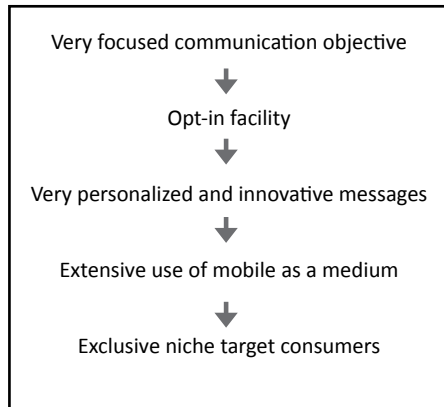 Very focused communication objective
Opt-in facility
Very personalized and innovative messages
Extensive use of mobile as a medium
Exclusive niche target consumers